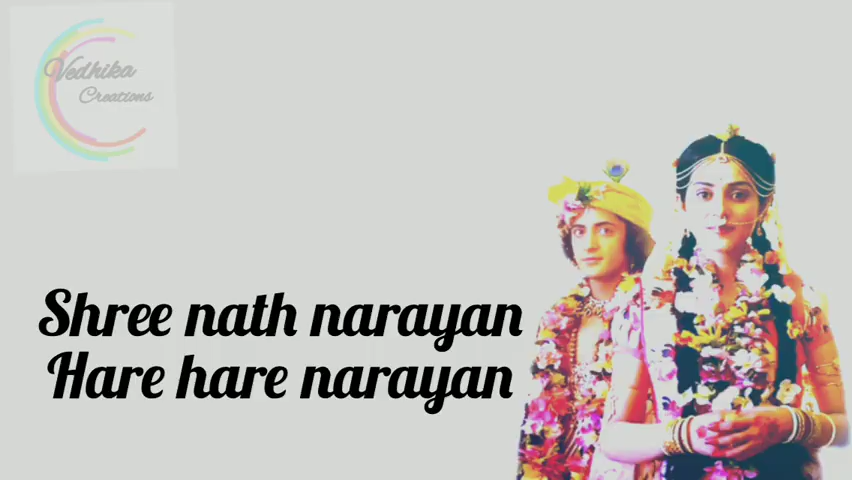 Vedhika
Creations
Shree nath narayan
Hare hare narayan